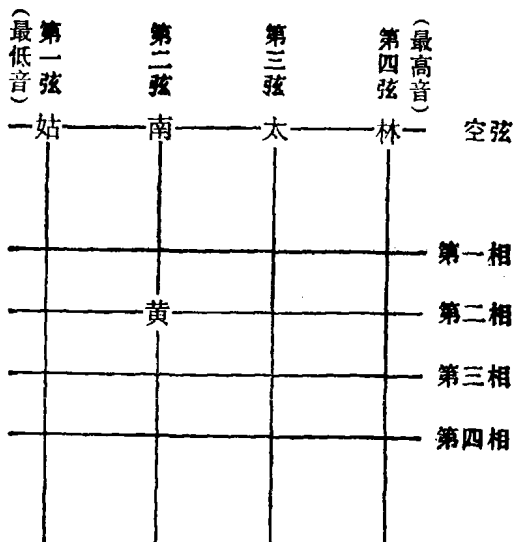 （最低音）
第一弦
第二弦
第三弦
第四弦
（最高音）
姑 南 太 林 空弦
第一相
黄 第二相
第三相
第四相